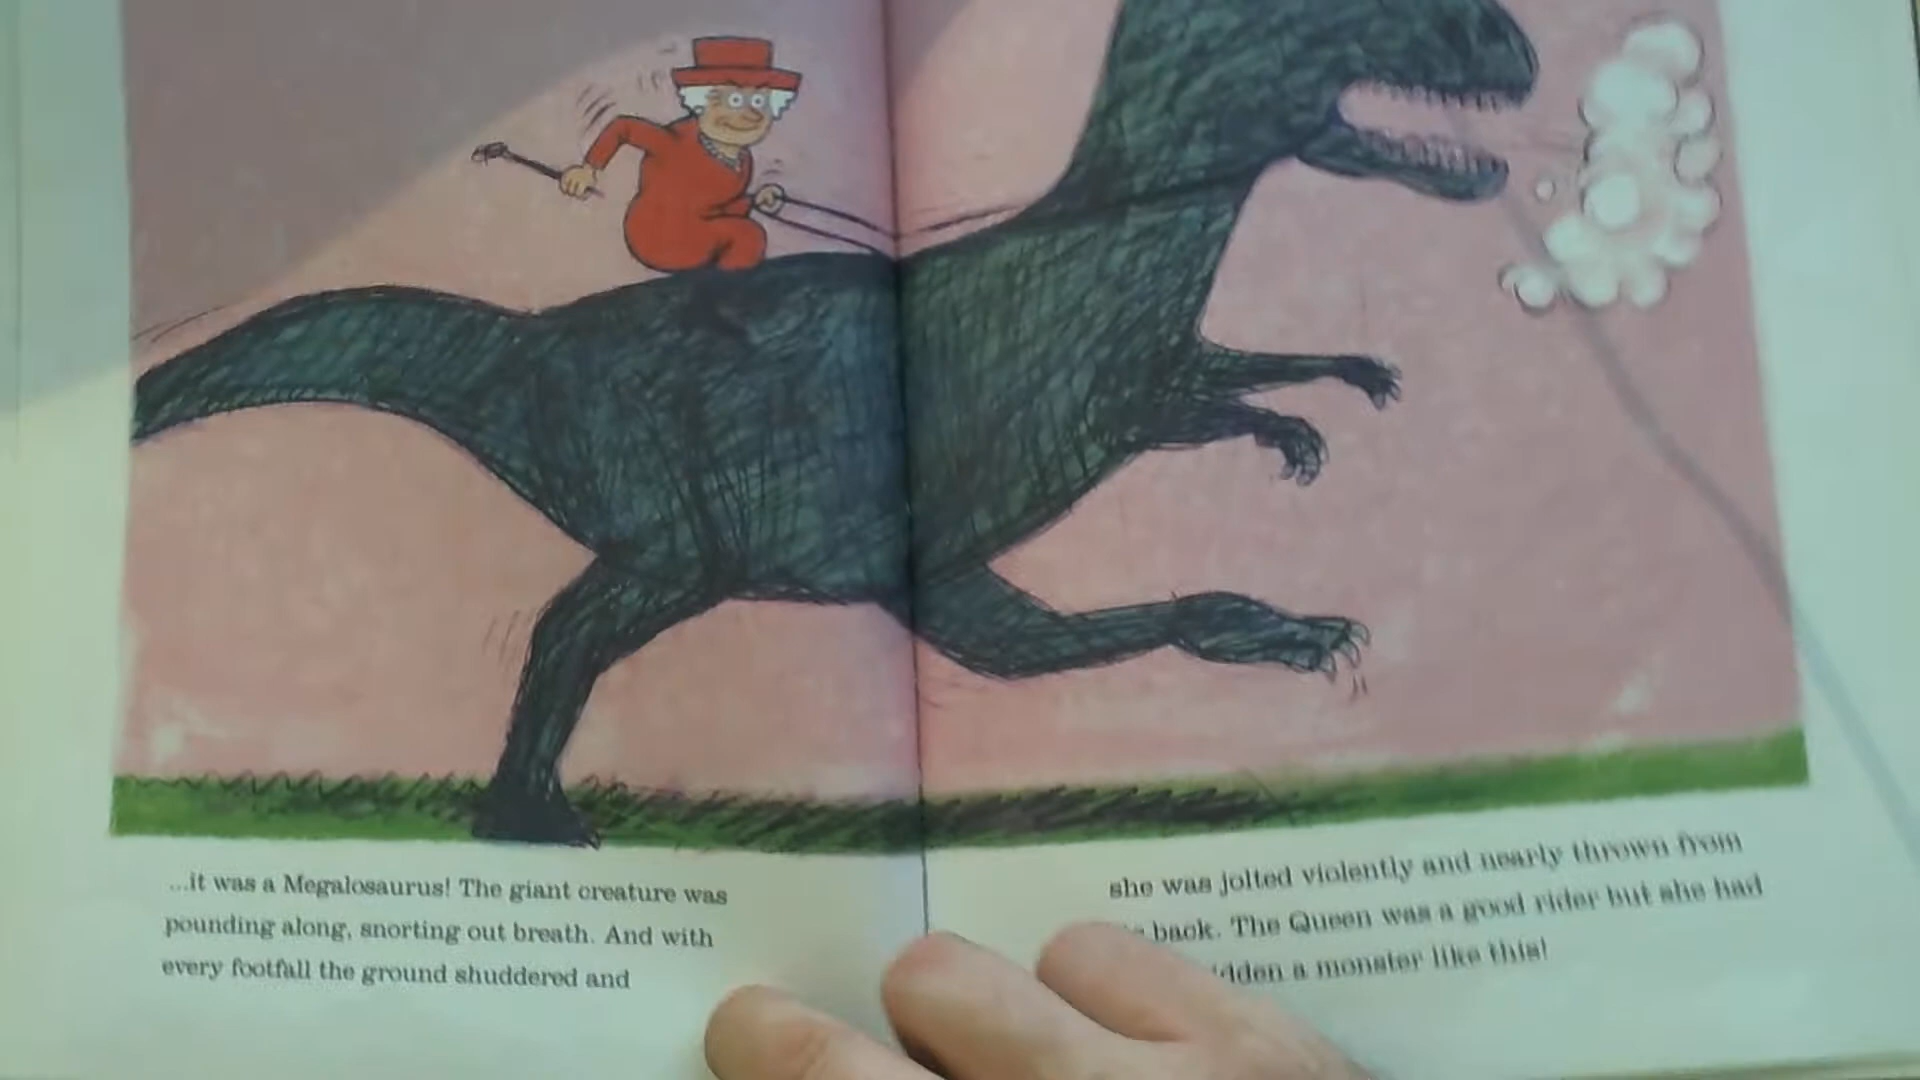 ...it was a Megalosaurus! The giant creature was
pounding along, snorting out breath. And with
every footfall the ground shuddered and
she was jolted violently and nearly thrown from
back. The Queen was a good rider but she had
a monster like this!